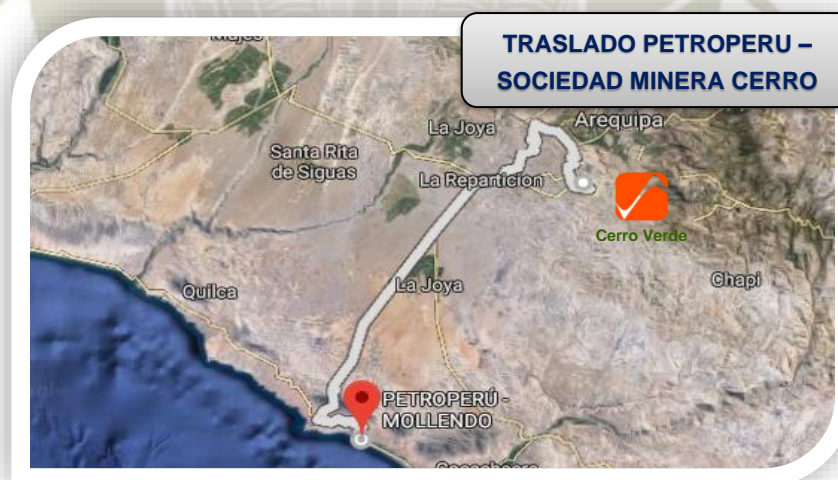 TRASLADO PETROPERU –
SOCIEDAD MINERA CERRO
Majes
La Joya
Arequipa
Santa Rita
de Siguas
La Reparticion
Cerro Verde
Quilca
La Joya
Chapi
PETROPERÚ -
MOLLENDO